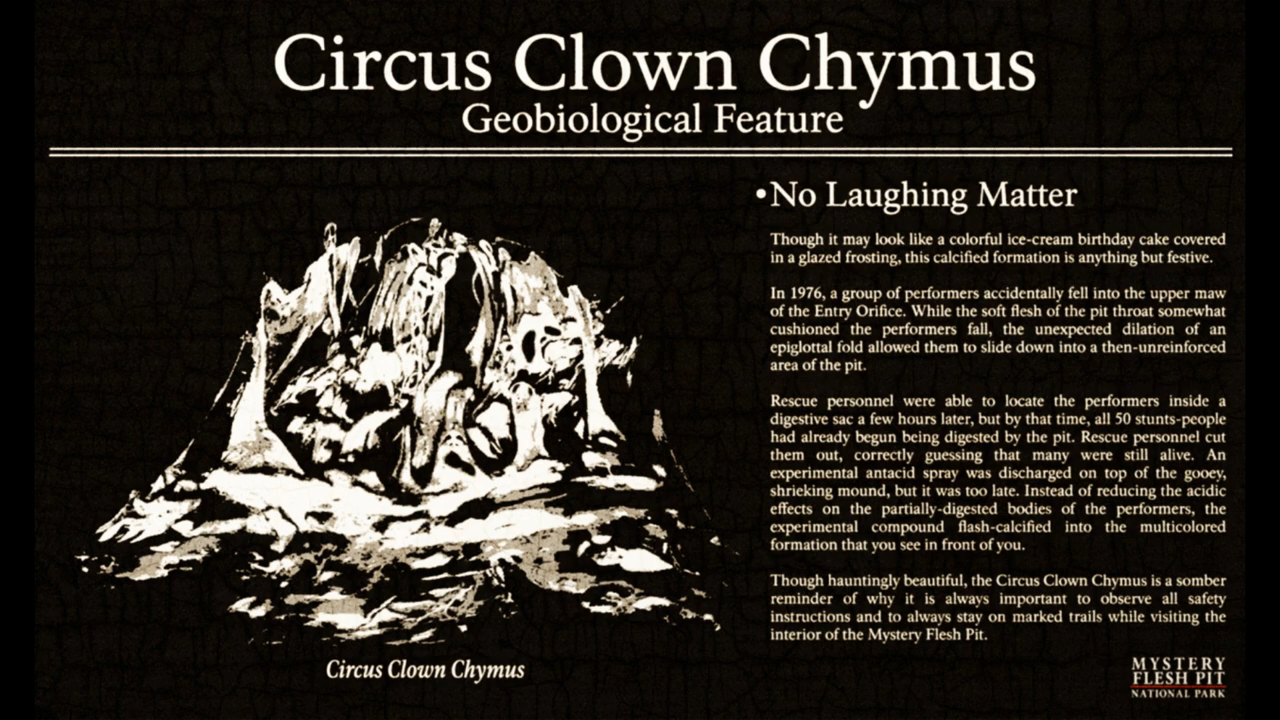 Circus Clown Chymus
Geobiological Feature
•No Laughing Matter
Though it may look like a colorful ice-cream birthday cake covered
in a glazed frosting, this calcified formation is anything but festive.
In 1976, a group of performers accidentally fell into the upper maw
of the Entry Orifice. While the soft flesh of the pit throat somewhat
cushioned the performers fall, the unexpected dilation of an
epiglottal fold allowed them to slide down into a then-unreinforced
area of the pit.
Rescue personnel were able to locate the performers inside a
digestive sac a few hours later, but by that time, all 50 stunts-people
had already begun being digested by the pit. Rescue personnel cut
them out, correctly guessing that many were still alive. An
experimental antacid spray was discharged on top of the gooey,
shrieking mound, but it was too late. Instead of reducing the acidic
effects on the partially-digested bodies of the performers, the
experimental compound flash-calcified into the multicolored
formation that you see in front of you.
Though hauntingly beautiful, the Circus Clown Chymus is a somber
reminder of why it is always important to observe all safety
instructions and to always stay on marked trails while visiting the
interior of the Mystery Flesh Pit.
Circus Clown Chymus
MYSTERY
FLESH PIT
NATIONAL PARK